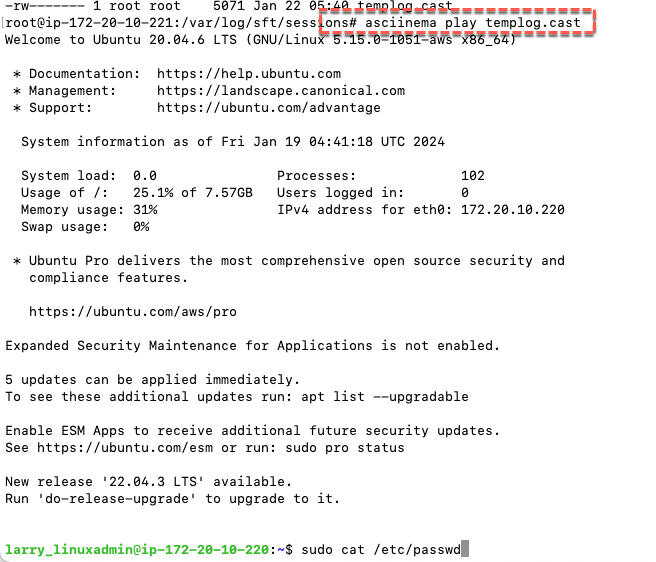 -rw------- 1 root root    5071 Jan 22 05:40 templog.cast
root@ip-172-20-10-221:/var/log/sft/sessions# asciinema play templog.cast
Welcome to Ubuntu 20.04.6 LTS (GNU/Linux 5.15.0-1051-aws x86_64)
* Documentation:  https://help.ubuntu.com
* Management:     https://landscape.canonical.com
* Support:        https://ubuntu.com/advantage
System information as of Fri Jan 19 04:41:18 UTC 2024
System load:  0.0               Processes:             102
Usage of /:   25.1% of 7.57GB   Users logged in:       0
Memory usage: 31%               IPv4 address for eth0: 172.20.10.220
Swap usage:   0%
* Ubuntu Pro delivers the most comprehensive open source security and
compliance features.
https://ubuntu.com/aws/pro
Expanded Security Maintenance for Applications is not enabled.
5 updates can be applied immediately.
To see these additional updates run: apt list --upgradable
Enable ESM Apps to receive additional future security updates.
See https://ubuntu.com/esm or run: sudo pro status
New release '22.04.3 LTS' available.
Run 'do-release-upgrade' to upgrade to it.
larry_linuxadmin@ip-172-20-10-220:~$ sudo cat /etc/passwd